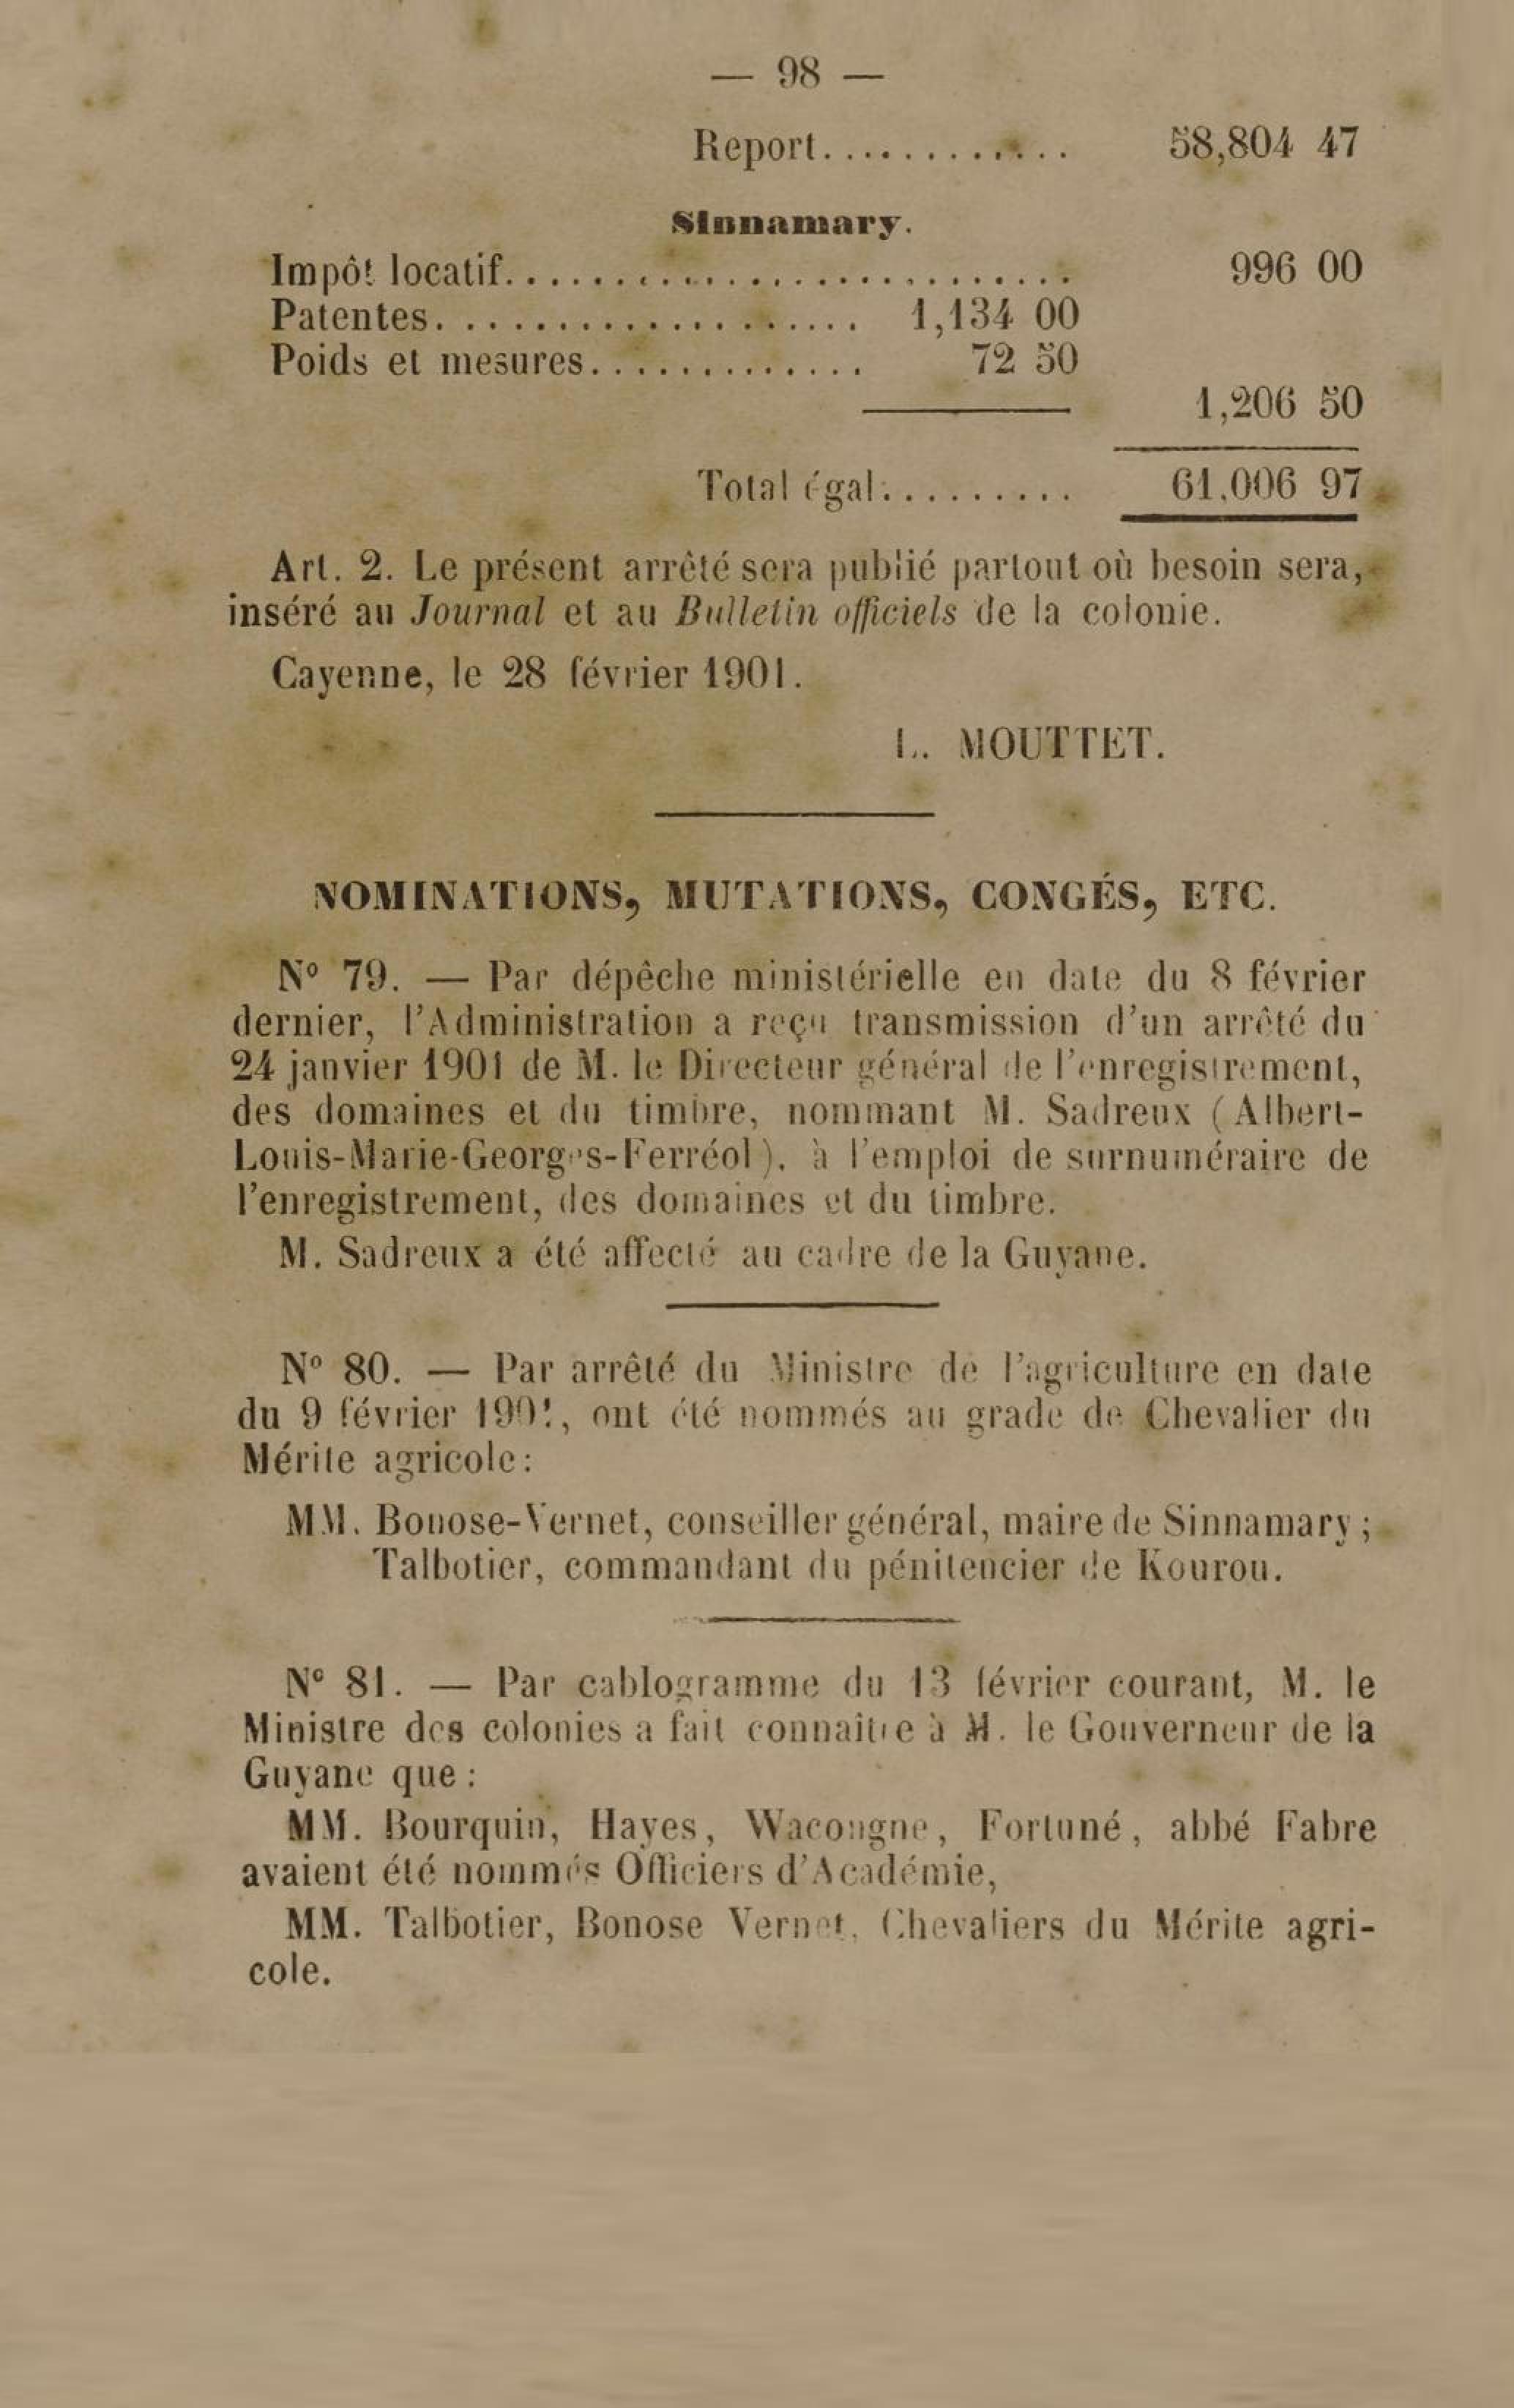 — 98 —
Report............. 58,804 47
Sinnamary.
Impôt locatif.......................... 996 00
Patentes.................... 1,134 00
Poids et mesures............. 72 50
1,206 50
Total égal.......... 61.006 97
Art. 2. Le présent arrêté sera publié partout où besoin sera,
inséré au Journal et au Bulletin officiels de la colonie.
Cayenne, le 28 février 1901.
L. MOUTTET.
NOMINATIONS, MUTATIONS, CONGÉS, ETC.
N° 79. — Par dépêche ministérielle en date du 8 février
dernier, l'Administration a reçu transmission d'un arrêté du
24 janvier 1901 de M. le Directeur général de l'enregistrement,
des domaines et du timbre, nommant M. Sadreux (Albert-
Louis-Marie-Georges-Ferréol), à l'emploi de surnuméraire de
l'enregistrement, des domaines et du timbre.
M. Sadreux a été affecté au cadre de la Guyane.
N° 80. — Par arrêté du Ministre de l'agriculture en date
du 9 février 1901, ont été nommés au grade de Chevalier du
Mérite agricole:
MM. Bonose-Vernet, conseiller général, maire de Sinnamary;
Talbotier, commandant du pénitencier de Kourou.
N° 81. — Par cablogramme du 13 février courant, M. le
Ministre des colonies a fait connaître à M. le Gouverneur de la
Guyane que:
MM. Bourquin, Hayes, Wacongne, Fortuné, abbé Fabre
avaient été nommés Officiers d'Académie,
MM. Talbotier, Bonose Vernet, Chevaliers du Mérite agri-
cole.